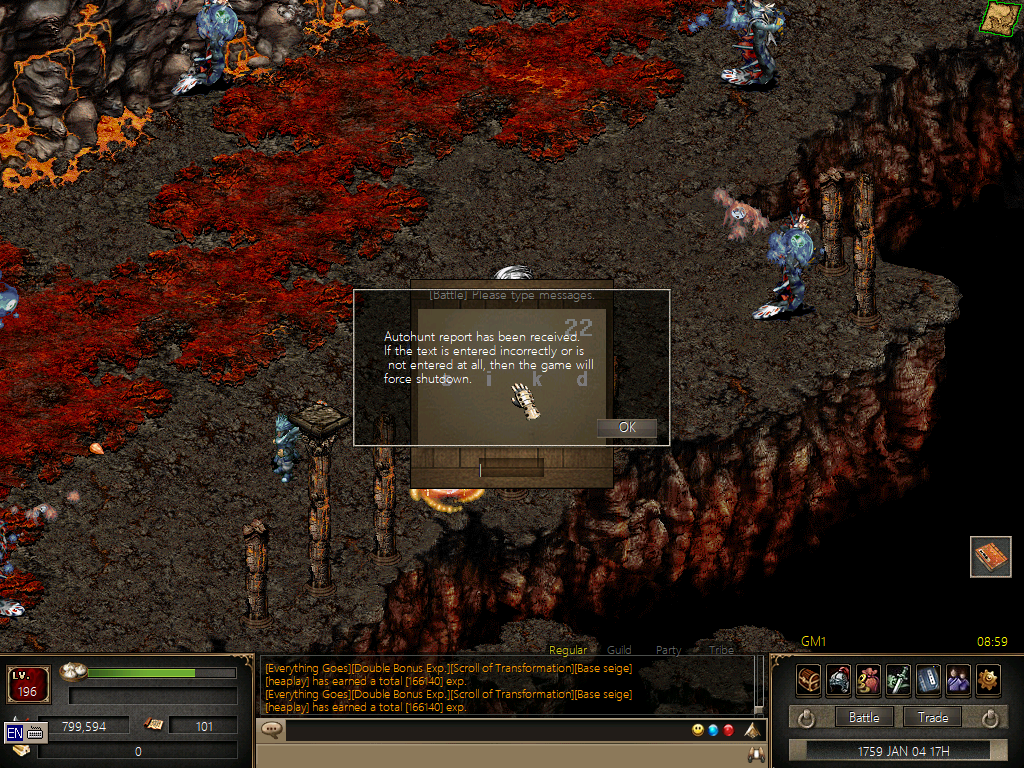 [Battle] Please type messages.
22
Autohunt report has been received.
If the text is entered incorrectly or is
not entered at all, then the game will
force shutdown.
i k d
OK
GM1
08:59
Regular Guild Party Tribe
[Everything Goes][Double Bonus Exp.][Scroll of Transformation][Base seige]
[heaplay] has earned a total [166140] exp.
[Everything Goes][Double Bonus Exp.][Scroll of Transformation][Base seige]
[heaplay] has earned a total [166140] exp.
LV.
196
799,594
101
EN
0
Battle
Trade
1759 JAN 04 17H